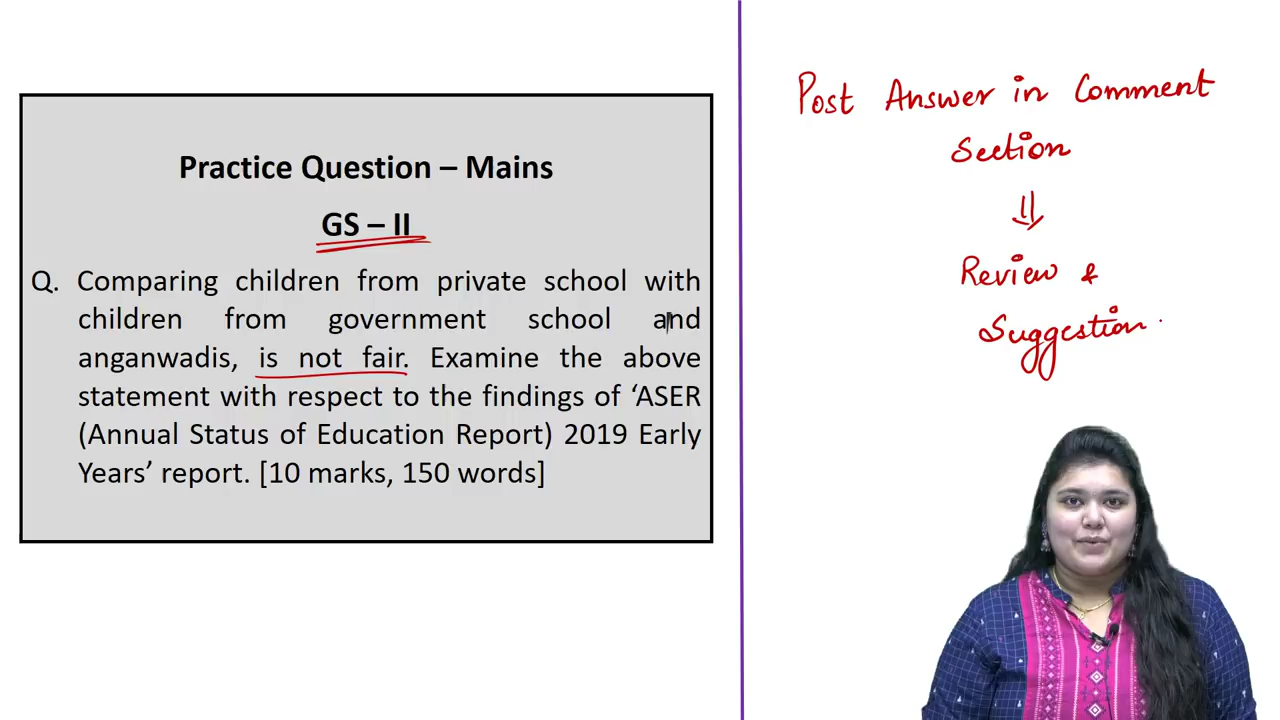 Practice Question – Mains
GS – II
Q. Comparing children from private school with
children from government school and
anganwadis, is not fair. Examine the above
statement with respect to the findings of ‘ASER
(Annual Status of Education Report) 2019 Early
Years’ report. [10 marks, 150 words]
Post Answer in Comment
Section
Review &
Suggestion